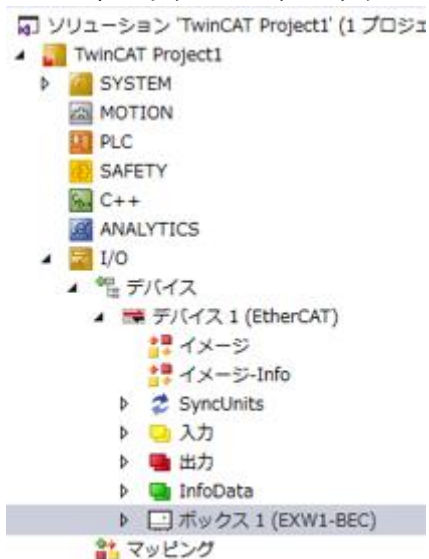 ソリューション 'TwinCAT Project1' (1 プロジェ
TwinCAT Project1
SYSTEM
MOTION
PLC
SAFETY
C++
ANALYTICS
I/O
デバイス
デバイス 1 (EtherCAT)
イメージ
イメージ-Info
SyncUnits
入力
出力
InfoData
ボックス 1 (EXW1-BEC)
マッピング